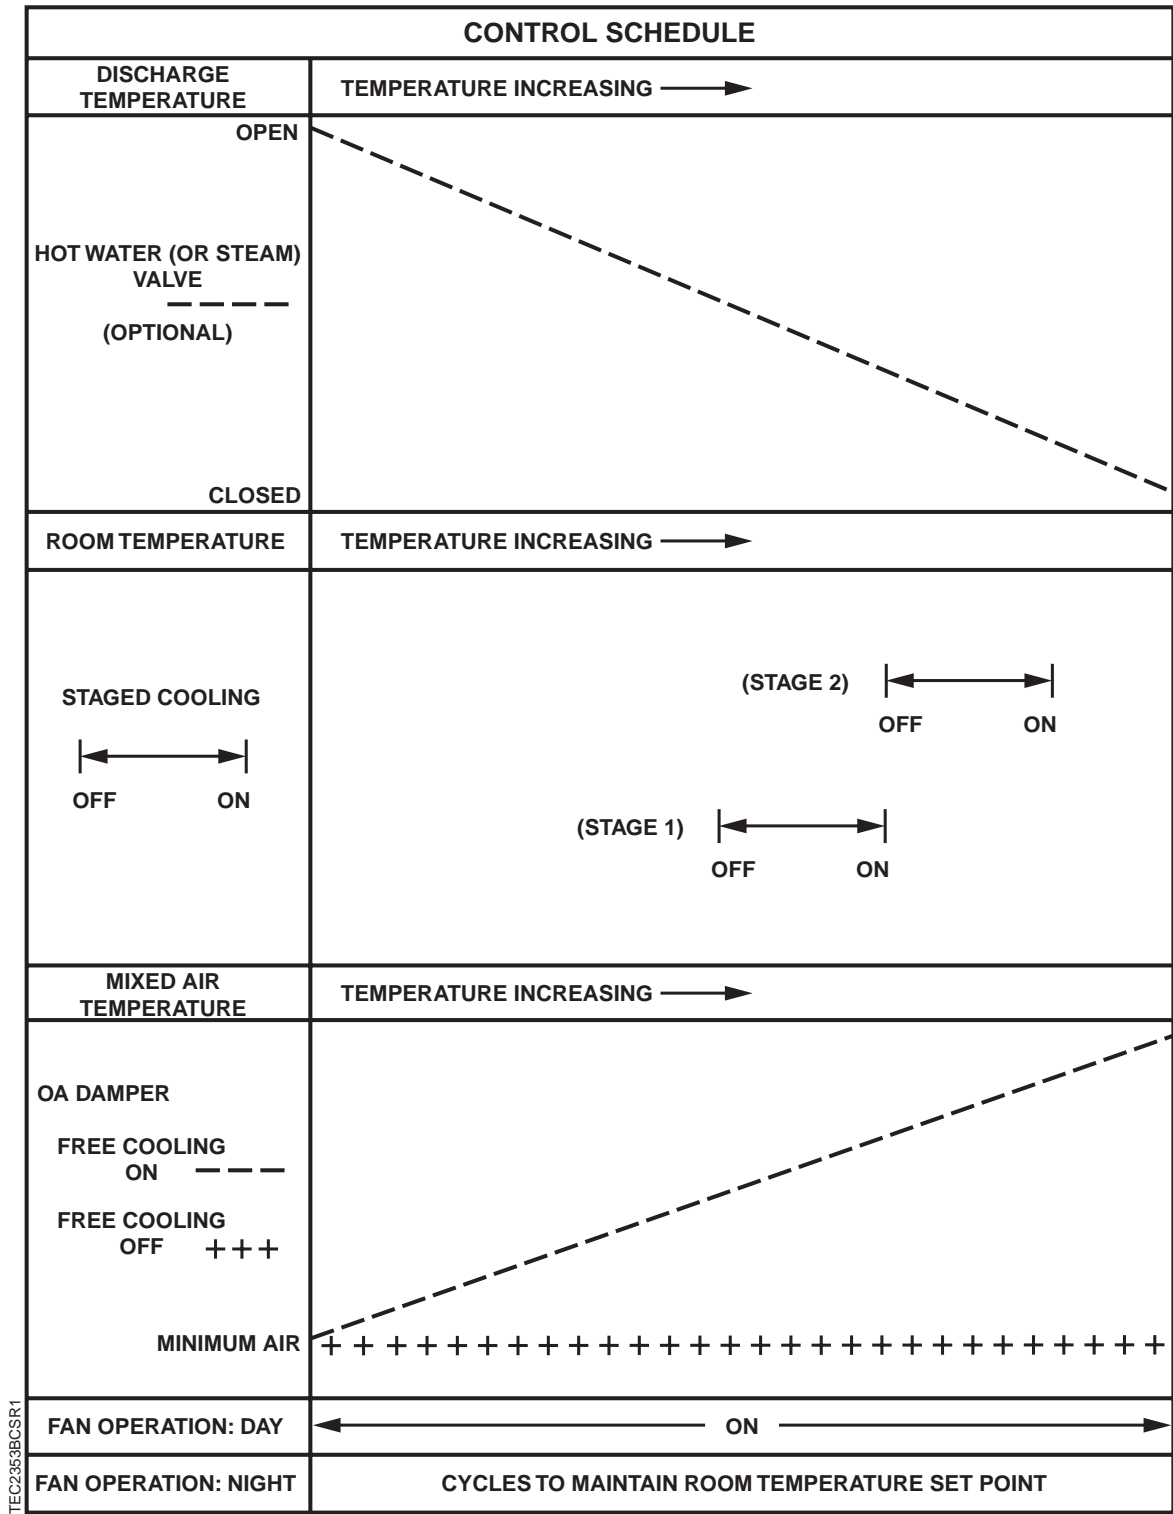 CONTROL SCHEDULE
DISCHARGE
TEMPERATURE
TEMPERATURE INCREASING
OPEN
HOT WATER (OR STEAM)
VALVE
(OPTIONAL)
CLOSED
ROOM TEMPERATURE
TEMPERATURE INCREASING
STAGED COOLING
OFF ON
(STAGE 2)
OFF ON
(STAGE 1)
OFF ON
MIXED AIR
TEMPERATURE
TEMPERATURE INCREASING
OA DAMPER
FREE COOLING
ON
FREE COOLING
OFF
MINIMUM AIR
FAN OPERATION: DAY
ON
FAN OPERATION: NIGHT
CYCLES TO MAINTAIN ROOM TEMPERATURE SET POINT
TEC2353BCSR1